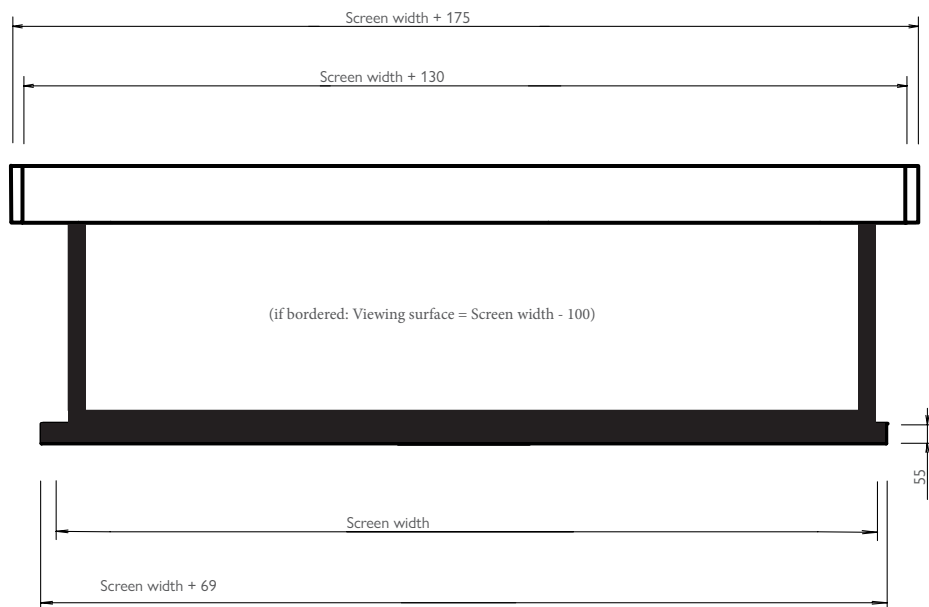 Screen width + 175
Screen width + 130
(if bordered: Viewing surface = Screen width - 100)
55
Screen width
Screen width + 69